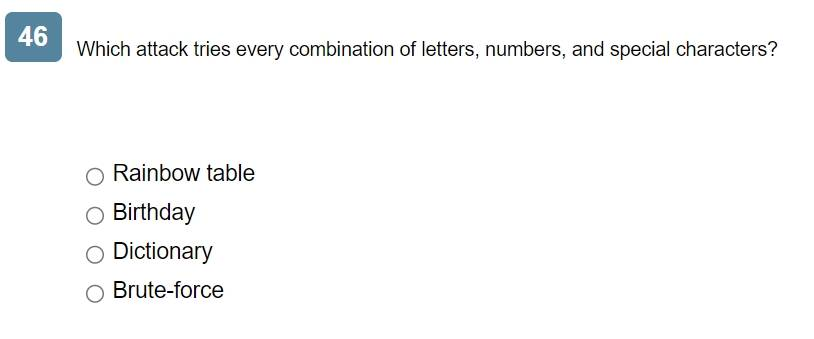 46
Which attack tries every combination of letters, numbers, and special characters?
Rainbow table
Birthday
Dictionary
Brute-force